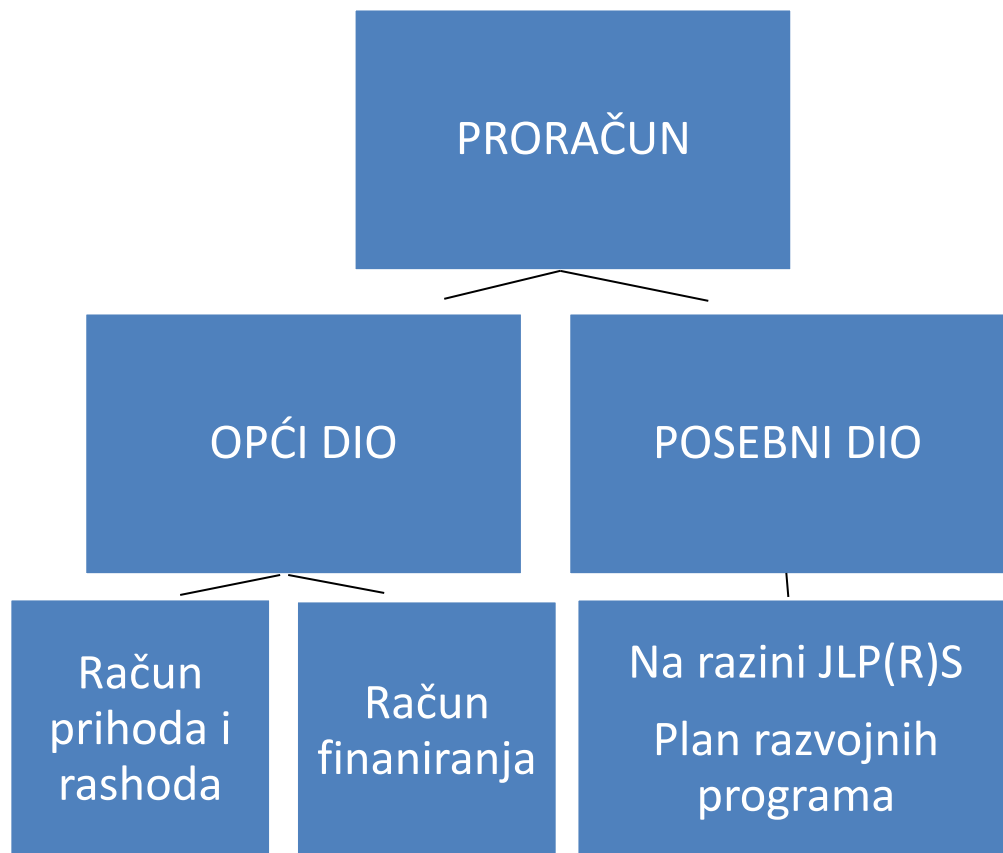 PRORAČUN
OPĆI DIO
POSEBNI DIO
Račun
prihoda i
rashoda
Račun
finaniranja
Na razini JLP(R)S
Plan razvojnih
programa